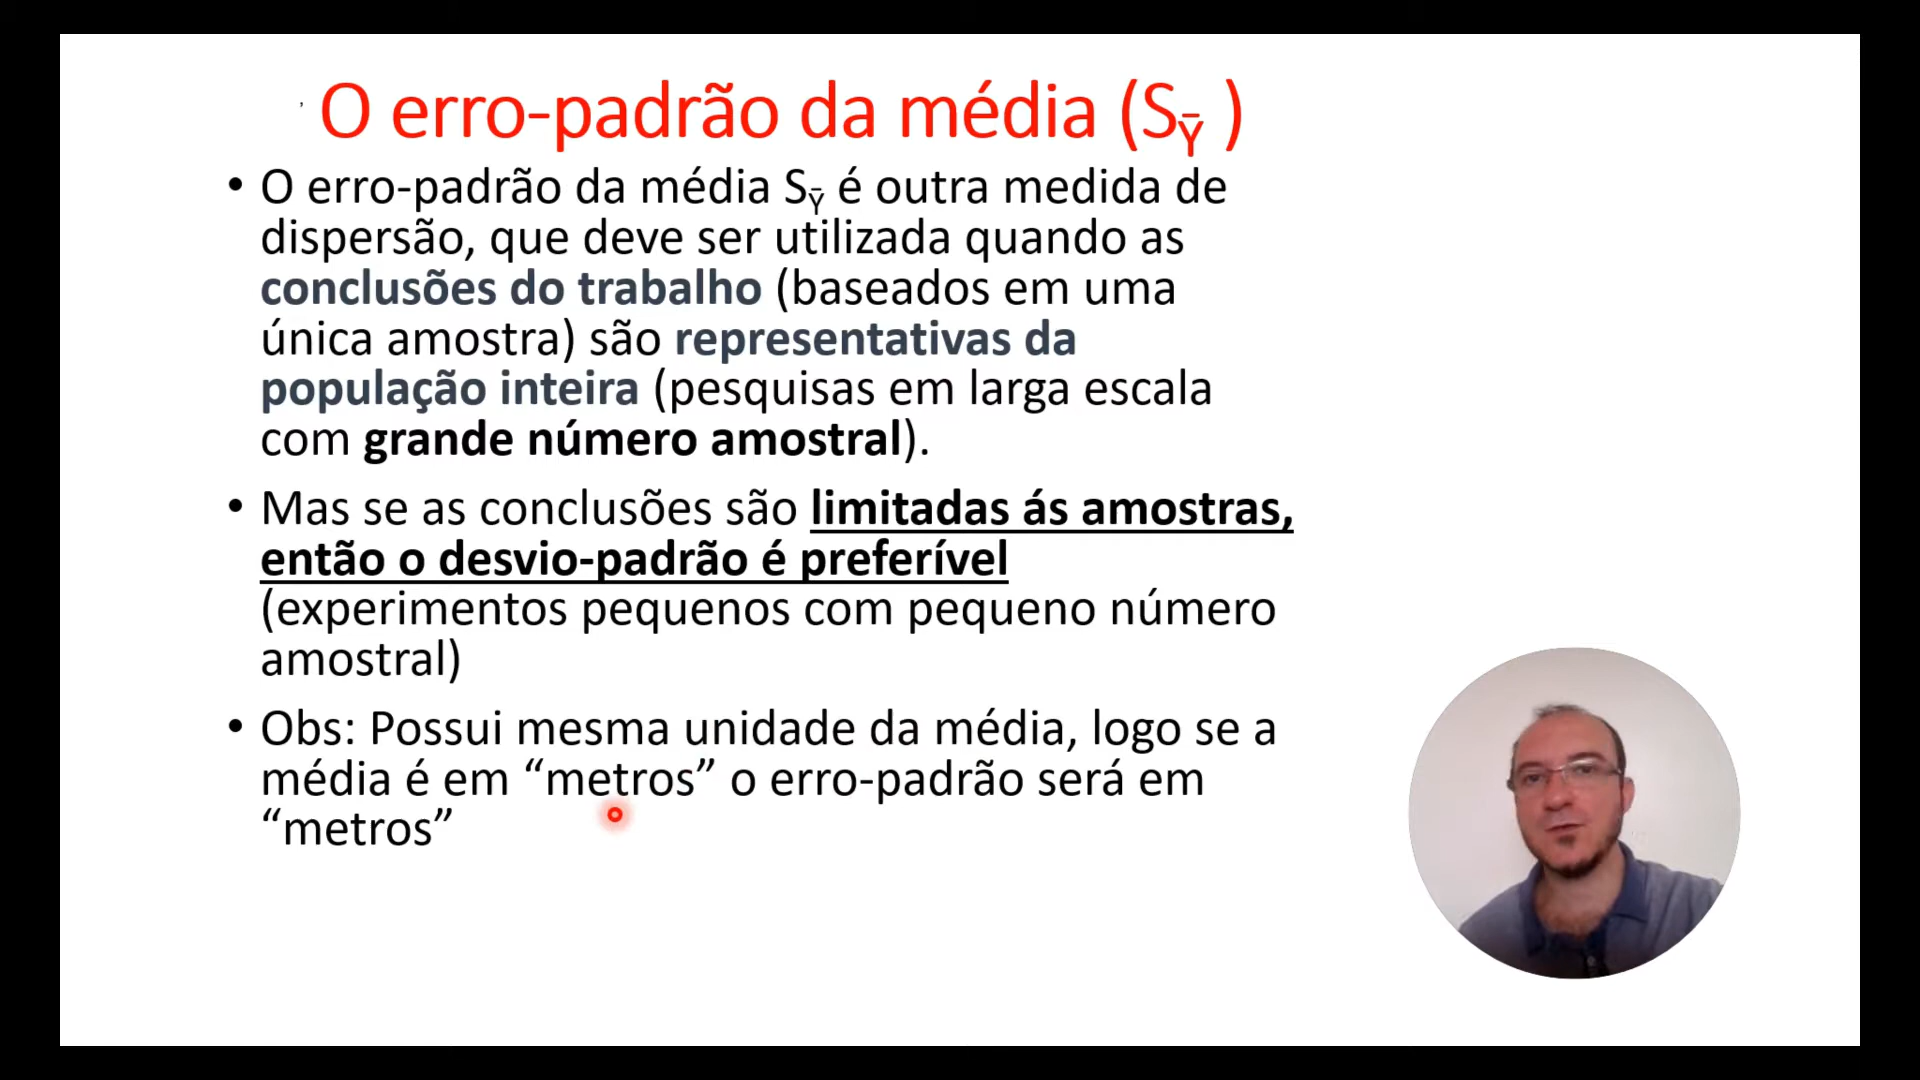 O erro-padrão da média (SȲ )
• O erro-padrão da média SȲ é outra medida de
dispersão, que deve ser utilizada quando as
conclusões do trabalho (baseados em uma
única amostra) são representativas da
população inteira (pesquisas em larga escala
com grande número amostral).
• Mas se as conclusões são limitadas ás amostras,
então o desvio-padrão é preferível
(experimentos pequenos com pequeno número
amostral)
• Obs: Possui mesma unidade da média, logo se a
média é em “metros” o erro-padrão será em
“metros”